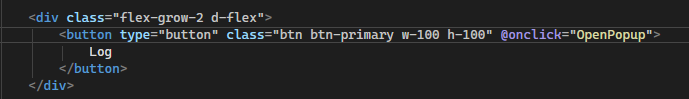 <div class="flex-grow-2 d-flex">
<button type="button" class="btn btn-primary w-100 h-100" @onclick="OpenPopup">
Log
</button>
</div>